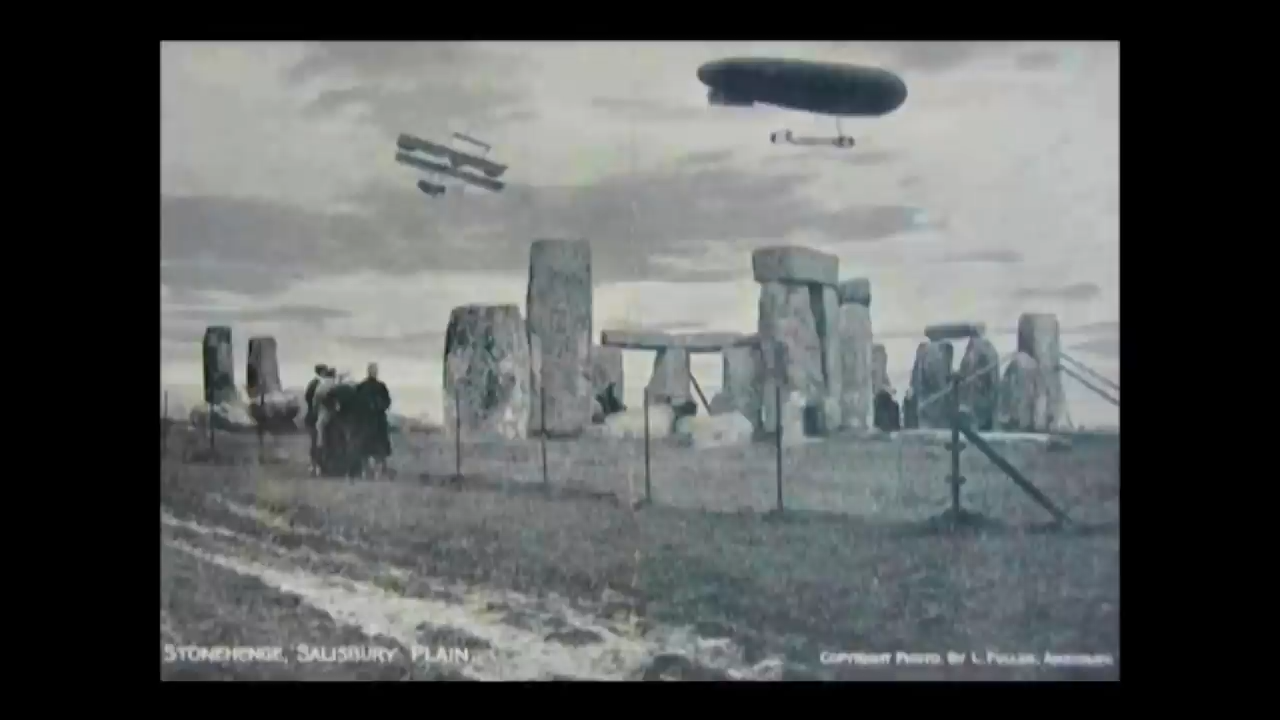 STONEHENGE, SALISBURY PLAIN.
COPYRIGHT PHOTO. BY L. FULLER, AMESBURY.